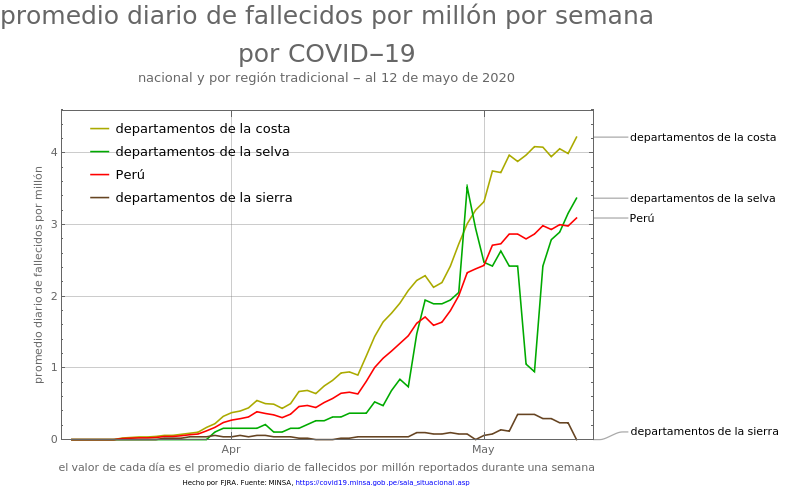 promedio diario de fallecidos por millón por semana
por COVID−19
nacional y por región tradicional − al 12 de mayo de 2020
departamentos de la costa
departamentos de la selva
Perú
departamentos de la sierra
promedio diario de fallecidos por millón
4
3
2
1
0
Apr
May
departamentos de la costa
departamentos de la selva
Perú
departamentos de la sierra
el valor de cada día es el promedio diario de fallecidos por millón reportados durante una semana
Hecho por FJRA. Fuente: MINSA, https://covid19.minsa.gob.pe/sala_situacional.asp